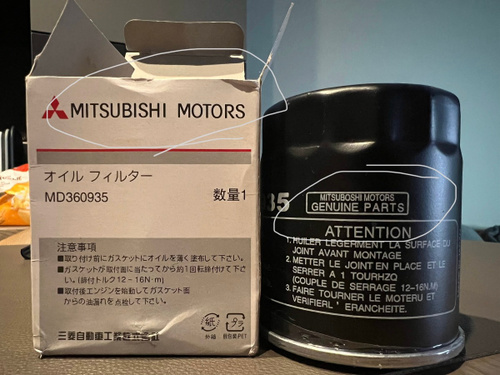 MITSUBISHI MOTORS
オイル フィルター
MD360935
数量1
注意事項
■取り付け前にガスケットにオイルを薄く塗布して下さい。
■ガスケットが取付面に当たってから約1回転締付けて下さ
い。(締付トルク12-16N·m)
■取付後エンジンを始動してガスケット面
からの油漏れを点検して下さい。
三菱自動車工業株式会社
紙
外箱
プラ
35
MITSUBOSHI MOTORS
GENUINE PARTS
ATTENTION
1. HUILER LEGERMENT LA SURFACE DU
JOINT AVANT MONTAGE
2. METTER LE JOINT EN PLACE ET LE
SERRER A 1 TOURHZQ
(COUPLE DE SERRAGE 12-16N.M)
3. FAIRE TOURNER LE MOTERU ET
VERIFIERL' ERANCHEITE.